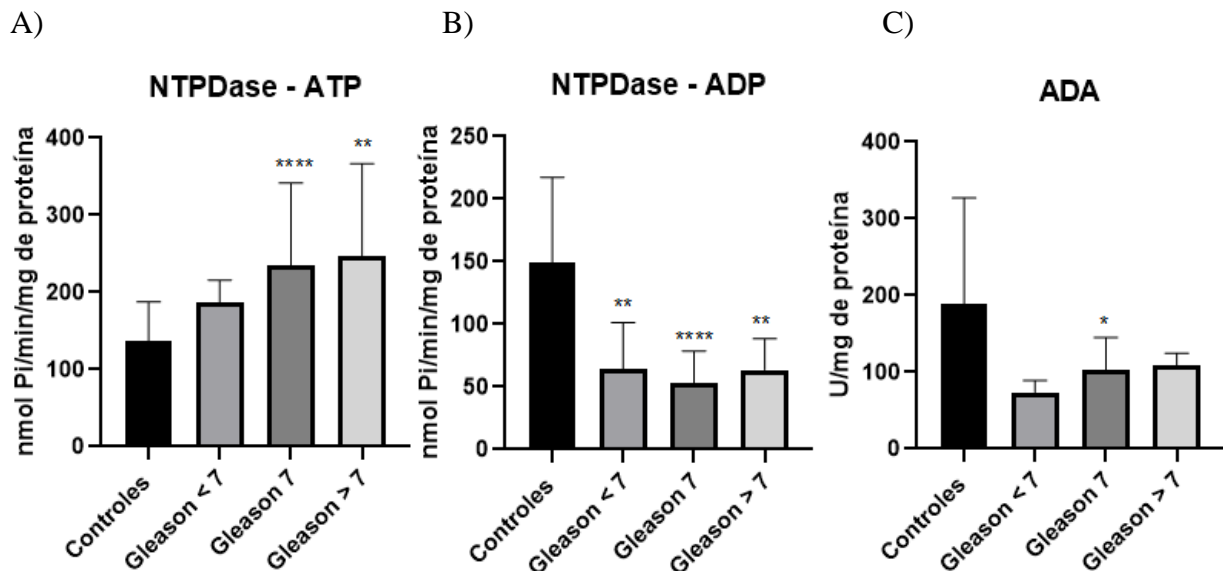 A)
NTPDase - ATP
nmol Pi/min/mg de proteína
400
300
200
100
0
****
**
Controles
Gleason < 7
Gleason 7
Gleason > 7
B)
NTPDase - ADP
nmol Pi/min/mg de proteína
250
200
150
100
50
0
**
****
**
Controles
Gleason < 7
Gleason 7
Gleason > 7
C)
ADA
U/mg de proteína
400
300
200
100
0
*
Controles
Gleason < 7
Gleason 7
Gleason > 7